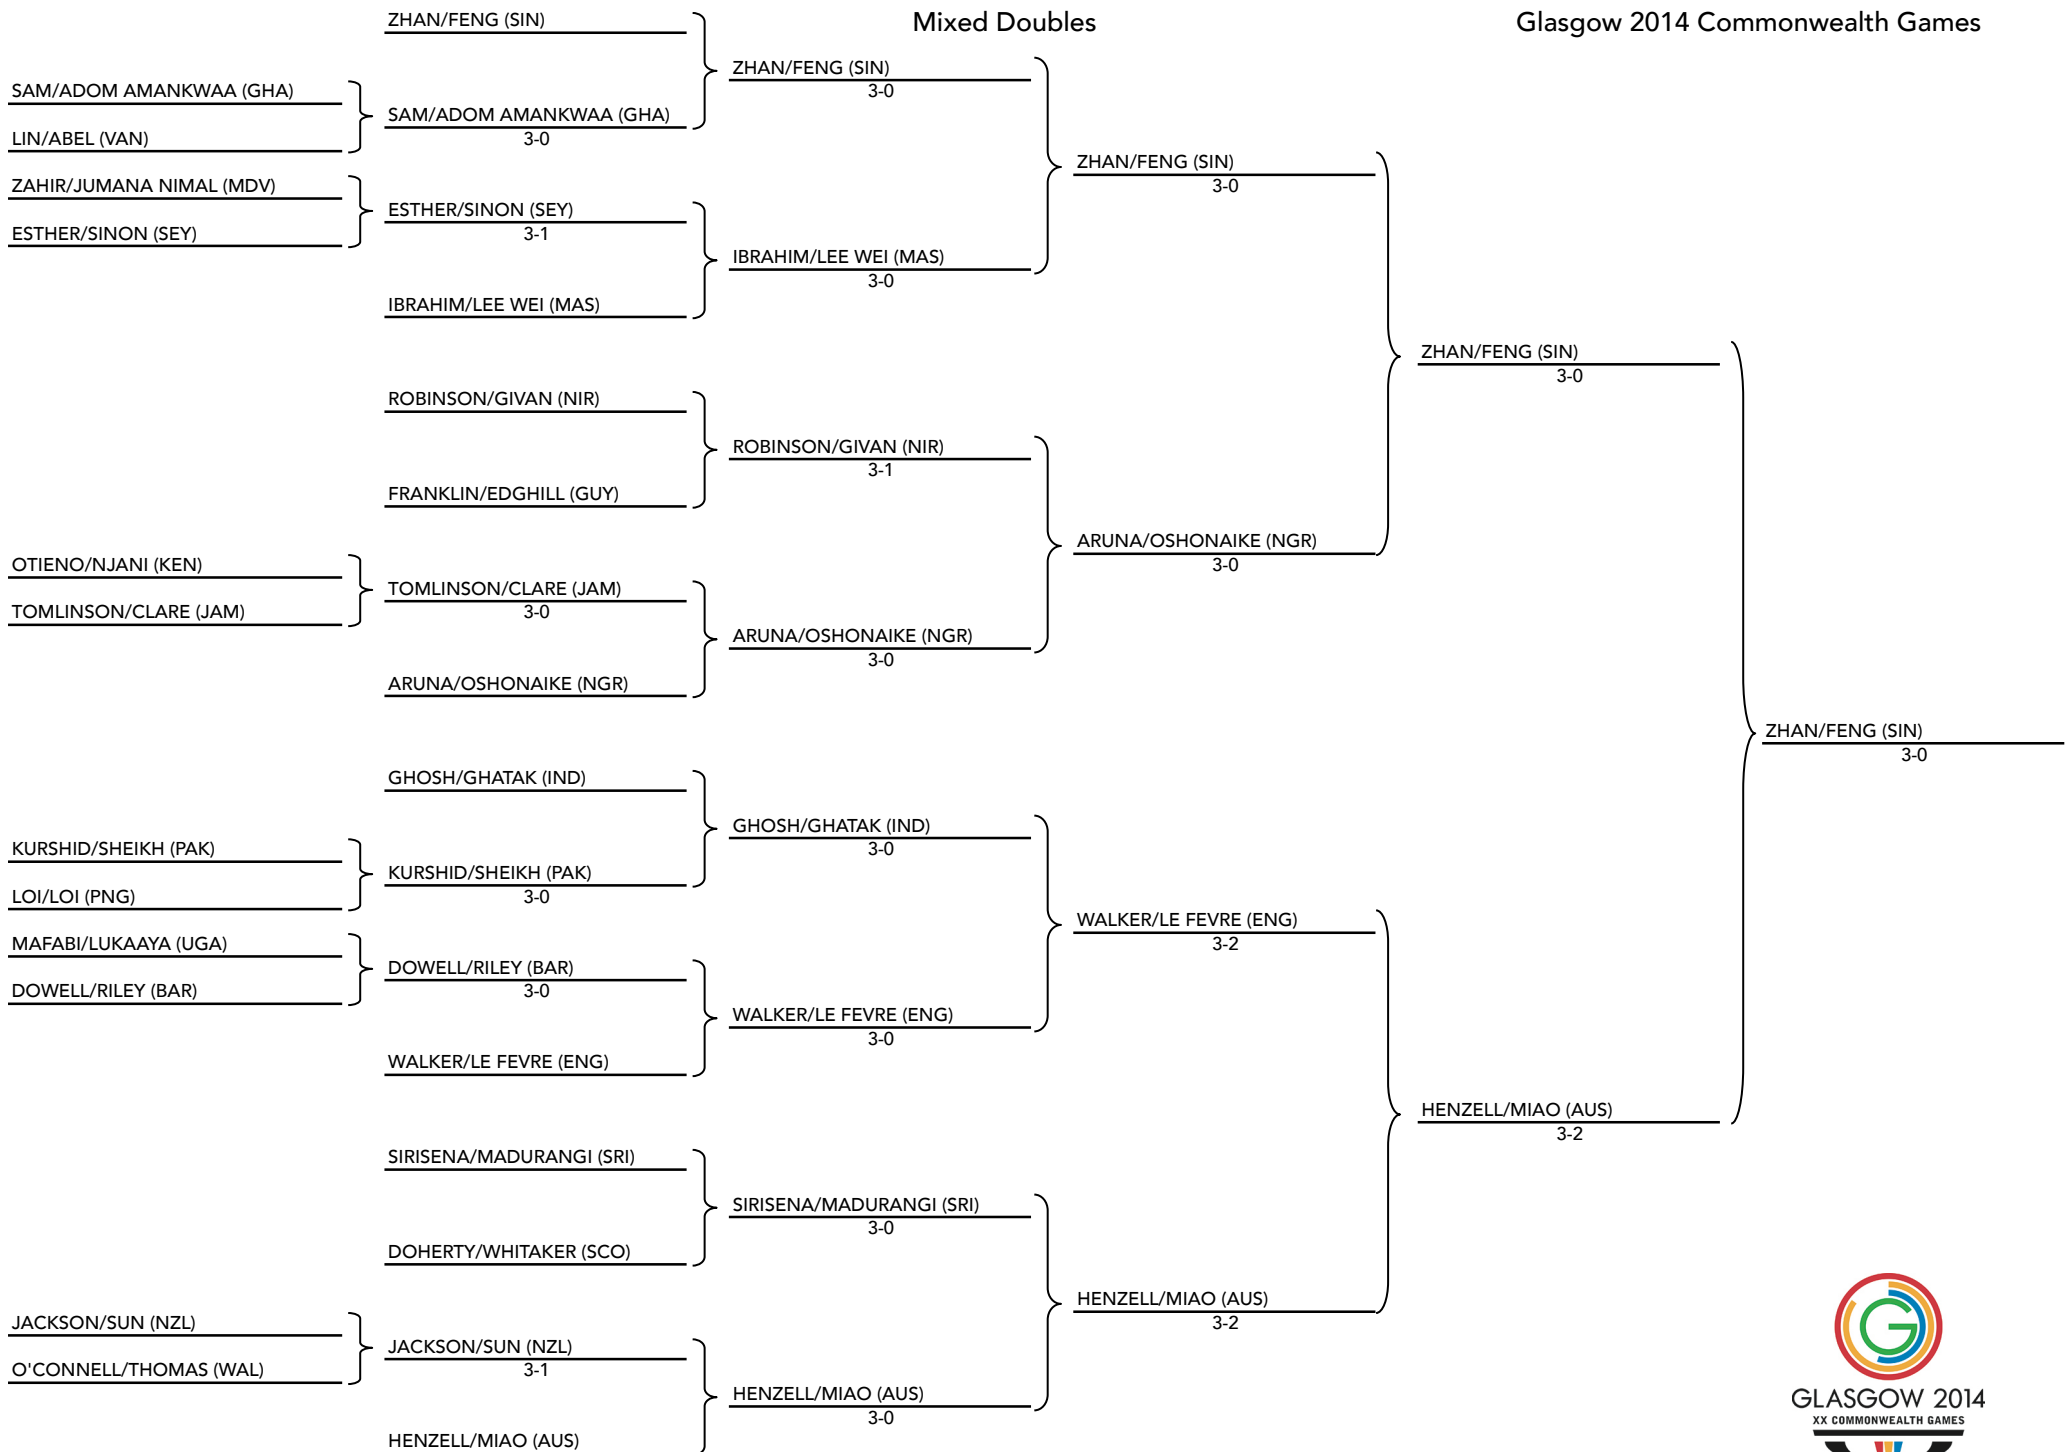 Mixed Doubles
Glasgow 2014 Commonwealth Games
SAM/ADOM AMANKWAA (GHA)
LIN/ABEL (VAN)
ZAHIR/JUMANA NIMAL (MDV)
ESTHER/SINON (SEY)
OTIENO/NJANI (KEN)
TOMLINSON/CLARE (JAM)
KURSHID/SHEIKH (PAK)
LOI/LOI (PNG)
MAFABI/LUKAAYA (UGA)
DOWELL/RILEY (BAR)
JACKSON/SUN (NZL)
O'CONNELL/THOMAS (WAL)
ZHAN/FENG (SIN)
SAM/ADOM AMANKWAA (GHA)
3-0
ESTHER/SINON (SEY)
3-1
IBRAHIM/LEE WEI (MAS)
ROBINSON/GIVAN (NIR)
FRANKLIN/EDGHILL (GUY)
TOMLINSON/CLARE (JAM)
3-0
ARUNA/OSHONAIKE (NGR)
GHOSH/GHATAK (IND)
KURSHID/SHEIKH (PAK)
3-0
DOWELL/RILEY (BAR)
3-0
WALKER/LE FEVRE (ENG)
SIRISENA/MADURANGI (SRI)
DOHERTY/WHITAKER (SCO)
JACKSON/SUN (NZL)
3-1
HENZELL/MIAO (AUS)
ZHAN/FENG (SIN)
3-0
IBRAHIM/LEE WEI (MAS)
3-0
ROBINSON/GIVAN (NIR)
3-1
ARUNA/OSHONAIKE (NGR)
3-0
GHOSH/GHATAK (IND)
3-0
WALKER/LE FEVRE (ENG)
3-0
SIRISENA/MADURANGI (SRI)
3-0
HENZELL/MIAO (AUS)
3-0
ZHAN/FENG (SIN)
3-0
ARUNA/OSHONAIKE (NGR)
3-0
WALKER/LE FEVRE (ENG)
3-2
HENZELL/MIAO (AUS)
3-2
ZHAN/FENG (SIN)
3-0
HENZELL/MIAO (AUS)
3-2
ZHAN/FENG (SIN)
3-0
G
GLASGOW 2014
XX COMMONWEALTH GAMES